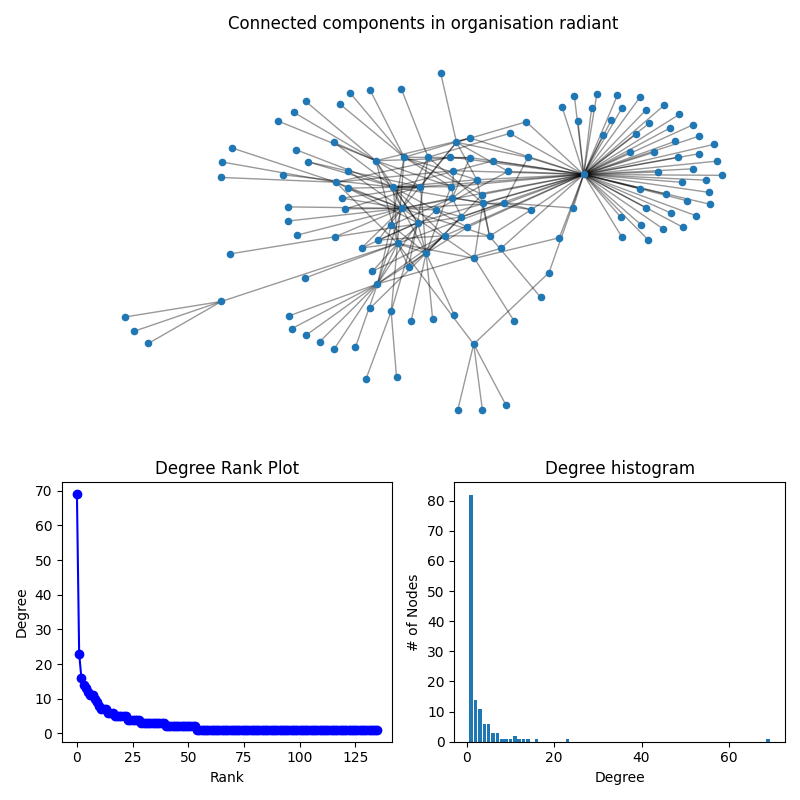 Connected components in organisation radiant
Degree Rank Plot
Degree
70
60
50
40
30
20
10
0
0 25 50 75 100 125
Rank
Degree histogram
# of Nodes
80
70
60
50
40
30
20
10
0
0 20 40 60
Degree